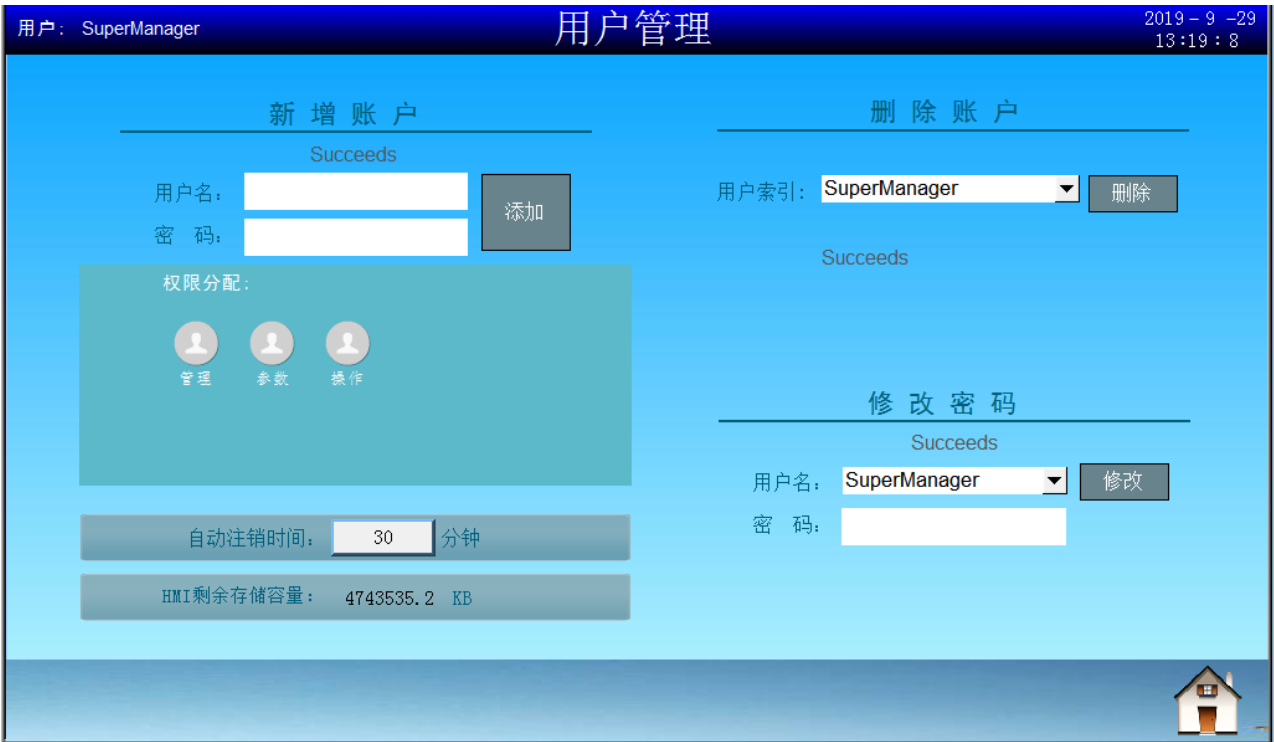 用户： SuperManager
用户管理
2019 - 9 -29
13:19 : 8
新增账户
Succeeds
用户名：
密 码：
添加
权限分配：
管理 参数 操作
自动注销时间： 30 分钟
HMI剩余存储容量： 4743535.2 KB
删除账户
用户索引： SuperManager 删除
Succeeds
修改密码
Succeeds
用户名： SuperManager 修改
密 码：